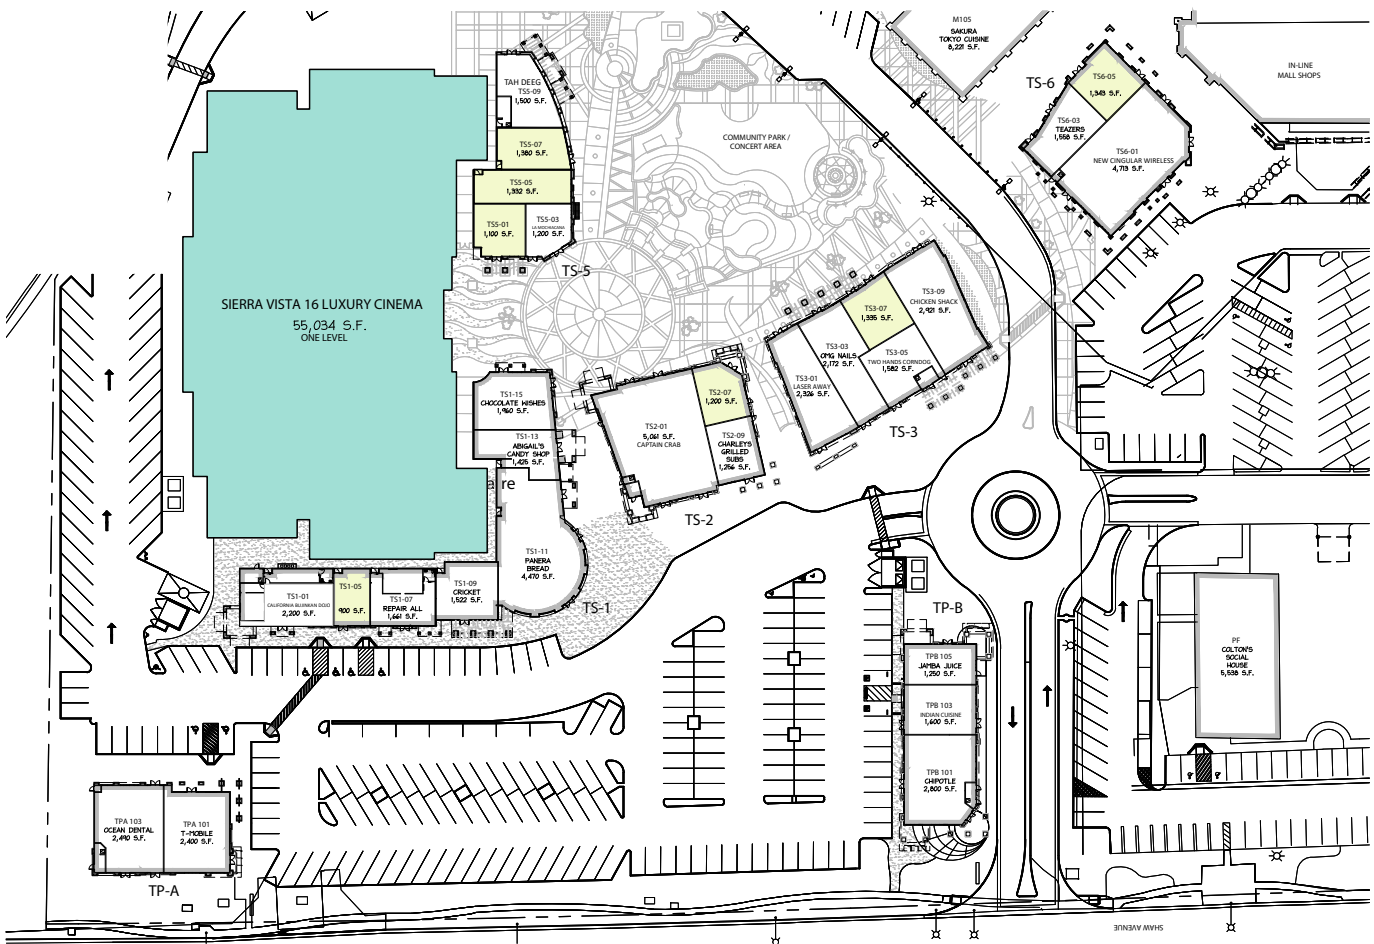 M105
SAKURA
TOKYO CUISINE
8,221 S.F.
TS-6
TS6-05
1,343 S.F.
TS6-03
TEAZERS
1,558 S.F.
TS6-01
NEW CINGULAR WIRELESS
4,713 S.F.
IN-LINE
MALL SHOPS
COMMUNITY PARK /
CONCERT AREA
TAH DEEG
TS5-09
1,500 S.F.
TS5-07
1,380 S.F.
TS5-05
1,332 S.F.
TS5-01
1,100 S.F.
TS5-03
LA MOCHIACANA
1,200 S.F.
TS-5
SIERRA VISTA 16 LUXURY CINEMA
55,034 S.F.
ONE LEVEL
TS3-09
CHICKEN SHACK
2,921 S.F.
TS3-07
1,335 S.F.
TS3-05
TWO HANDS CORNDOG
1,582 S.F.
TS3-03
OMG NAILS
2,172 S.F.
TS3-01
LASER AWAY
2,326 S.F.
TS-3
TS2-07
1,200 S.F.
TS2-01
5,061 S.F.
CAPTAIN CRAB
TS2-09
CHARLEYS
GRILLED
SUBS
1,256 S.F.
TS-2
TS1-15
CHOCOLATE WISHES
1,960 S.F.
TS1-13
ABIGAIL'S
CANDY SHOP
1,425 S.F.
atre
TS1-11
PANERA
BREAD
4,470 S.F.
TS1-09
CRICKET
1,522 S.F.
TS1-07
REPAIR ALL
1,661 S.F.
TS1-05
900 S.F.
TS1-01
CALIFORNIA BUJINKAN DOJO
2,200 S.F.
TS-1
TP-B
TPB 105
JAMBA JUICE
1,250 S.F.
TPB 103
INDIAN CUISINE
1,600 S.F.
TPB 101
CHIPOTLE
2,800 S.F.
PF
COLTON'S
SOCIAL
HOUSE
5,538 S.F.
TPA 103
OCEAN DENTAL
2,490 S.F.
TPA 101
T-MOBILE
2,400 S.F.
TP-A
SHAW AVENUE